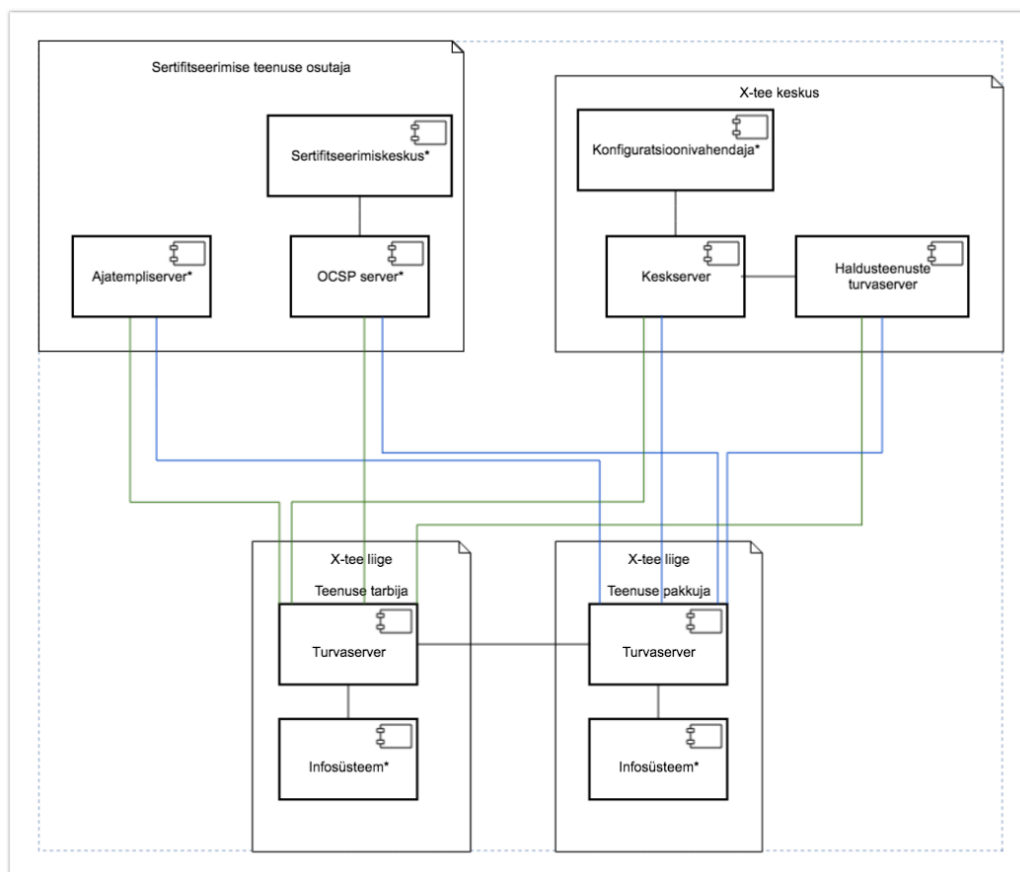 Sertifitseerimise teenuse osutaja
Sertifitseerimiskeskus*
Ajatempliserver*
OCSP server*
X-tee keskus
Konfiguratsioonivahendaja*
Keskserver
Haldusteenuste
turvaserver
X-tee liige
Teenuse tarbija
Turvaserver
Infosüsteem*
X-tee liige
Teenuse pakkuja
Turvaserver
Infosüsteem*